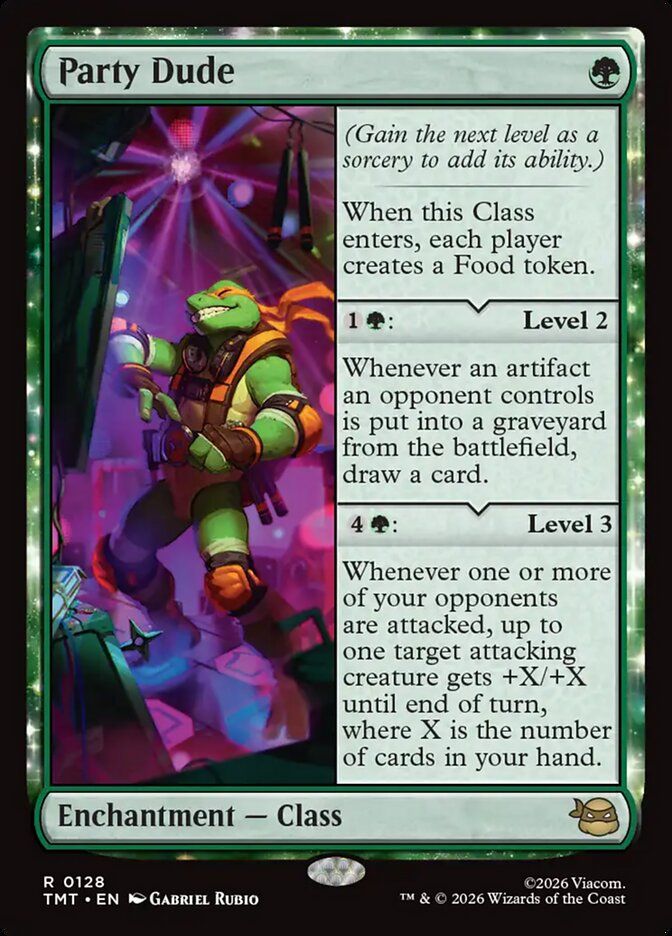 Party Dude
(Gain the next level as a
sorcery to add its ability.)
When this Class
enters, each player
creates a Food token.
1 : Level 2
Whenever an artifact
an opponent controls
is put into a graveyard
from the battlefield,
draw a card.
4 : Level 3
Whenever one or more
of your opponents
are attacked, up to
one target attacking
creature gets +X/+X
until end of turn,
where X is the number
of cards in your hand.
Enchantment — Class
R 0128
TMT • EN Gabriel Rubio
©2026 Viacom.
™ & © 2026 Wizards of the Coast